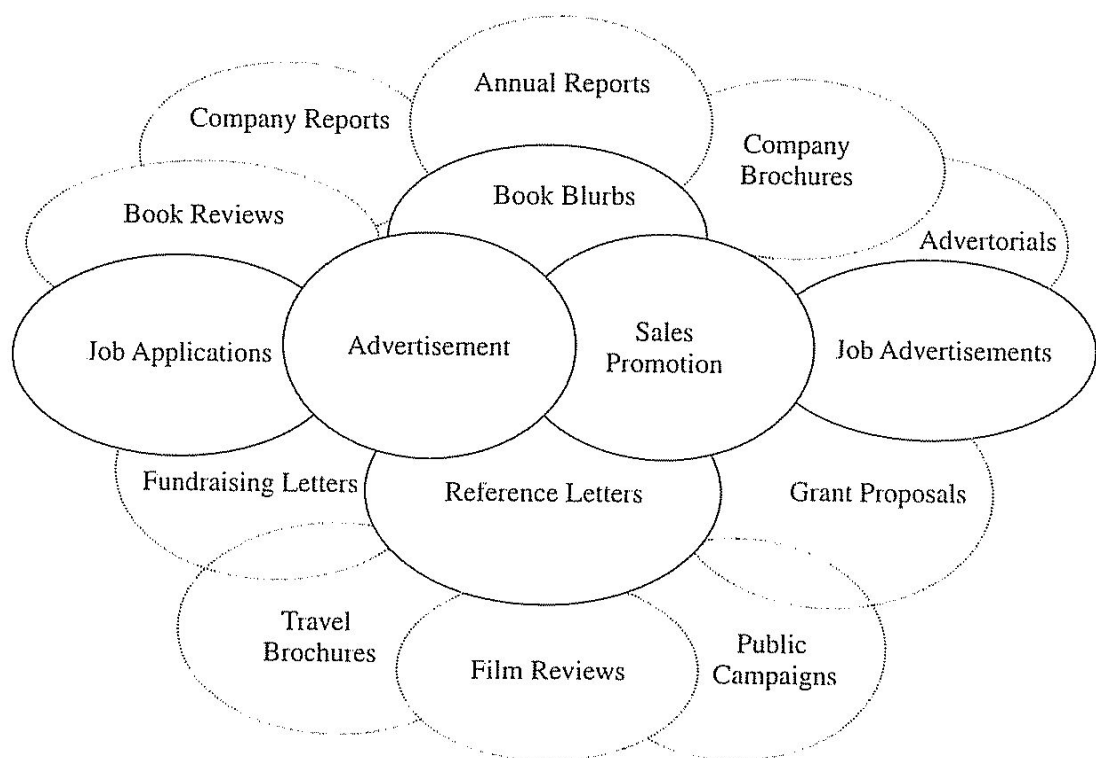 Annual Reports
Company Reports
Company
Brochures
Book Blurbs
Book Reviews
Advertorials
Sales
Promotion
Job Applications
Advertisement
Job Advertisements
Fundraising Letters
Reference Letters
Grant Proposals
Travel
Brochures
Public
Campaigns
Film Reviews